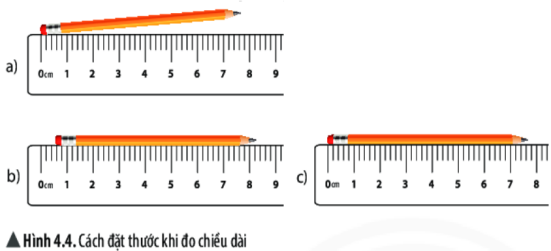 a)
0cm 1 2 3 4 5 6 7 8 9
b)
0cm 1 2 3 4 5 6 7 8 9
c)
0cm 1 2 3 4 5 6 7 8
▲ Hình 4.4. Cách đặt thước khi đo chiều dài